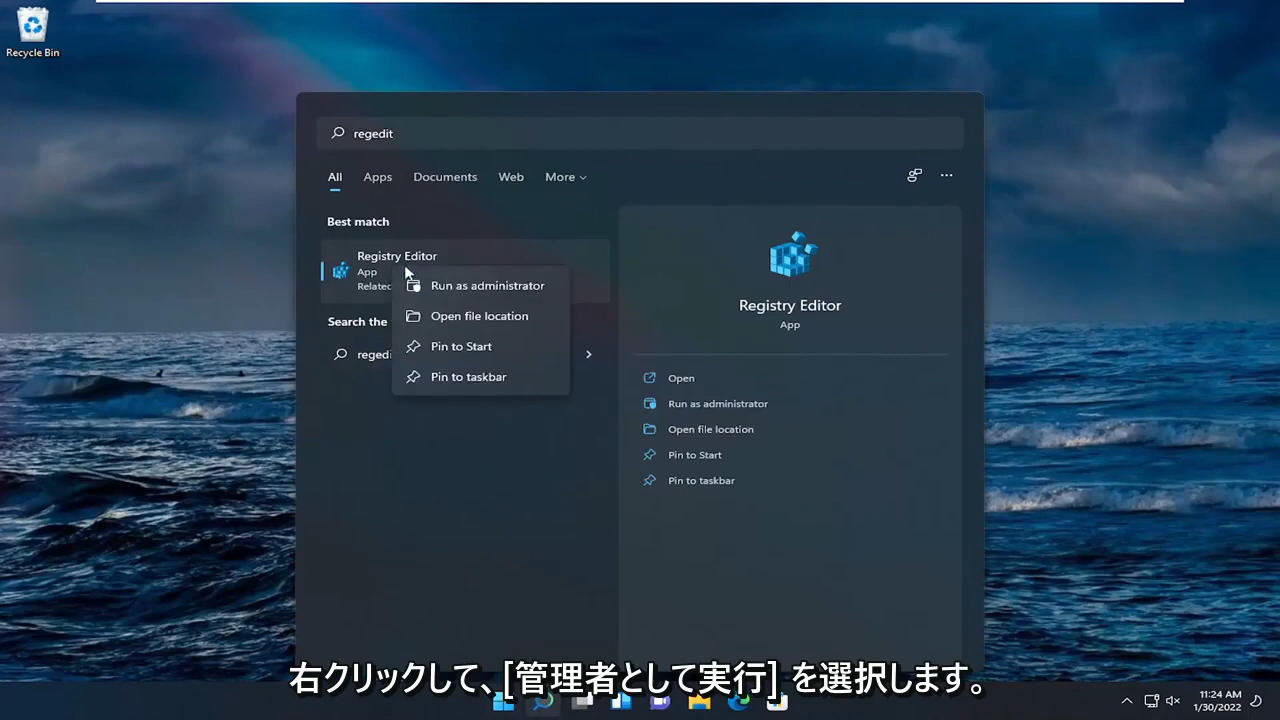 Recycle Bin
regedit
All Apps Documents Web More
Best match
Registry Editor
App
Related
Search the
Run as administrator
Open file location
Pin to Start
Pin to taskbar
Registry Editor
App
Open
Run as administrator
Open file location
Pin to Start
Pin to taskbar
右クリックして、[管理者として実行] を選択します。
11:24 AM
1/30/2022